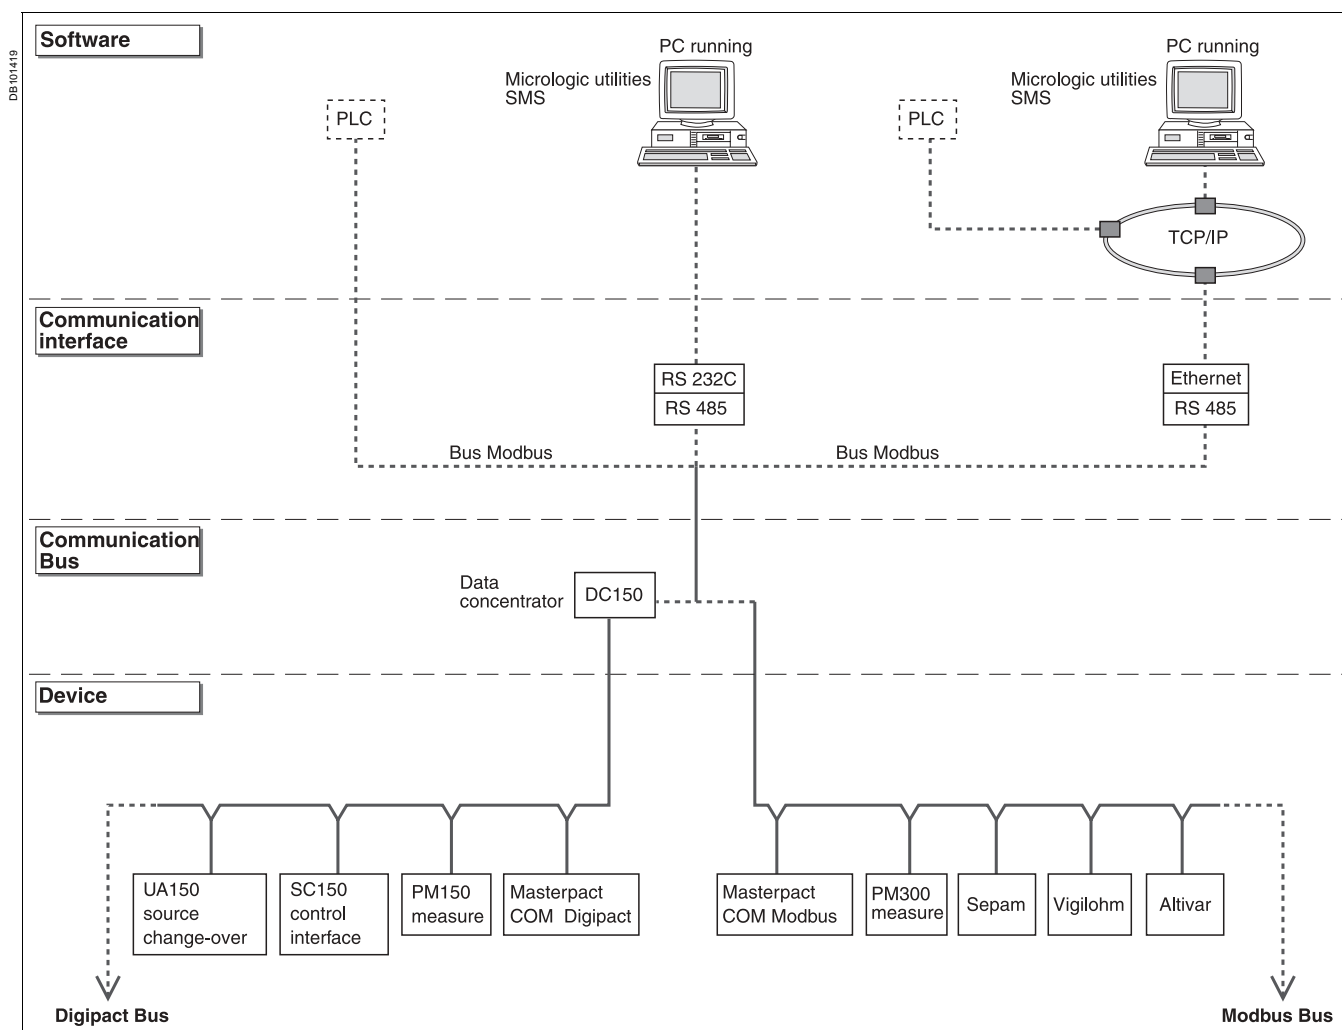 DB101419
Software
PC running
Micrologic utilities
SMS
PLC
PC running
Micrologic utilities
SMS
PLC
TCP/IP
Communication
interface
RS 232C
RS 485
Ethernet
RS 485
Bus Modbus
Bus Modbus
Communication
Bus
Data
concentrator
DC150
Device
UA150
source
change-over
SC150
control
interface
PM150
measure
Masterpact
COM Digipact
Masterpact
COM Modbus
PM300
measure
Sepam
Vigilohm
Altivar
Digipact Bus
Modbus Bus